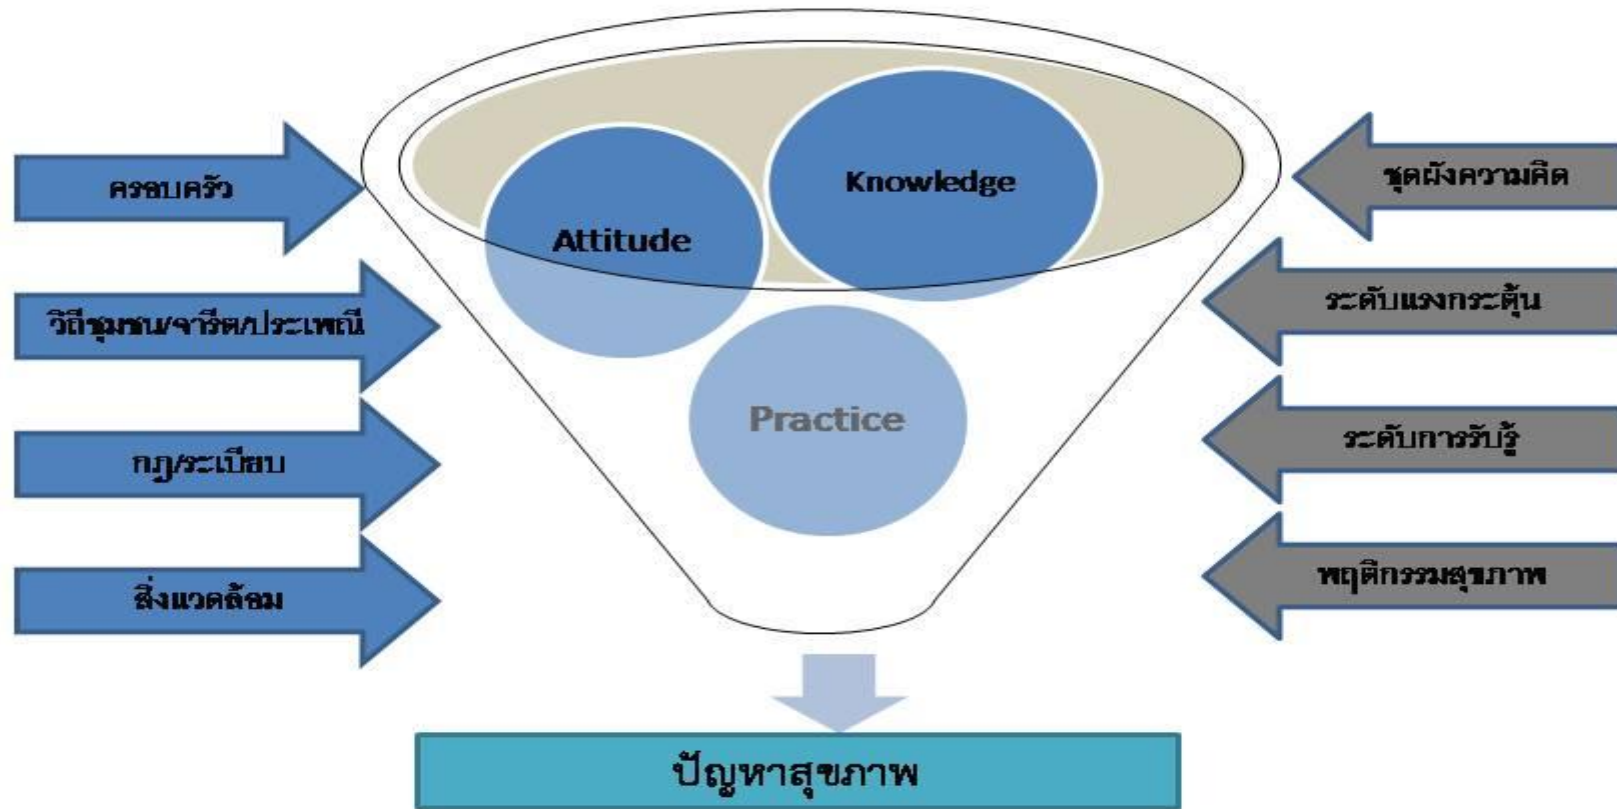 ครอบครัว
วิถีชุมชน/จารีต/ประเพณี
กฎ/ระเบียบ
สิ่งแวดล้อม
Knowledge
Attitude
Practice
ชุดผังความคิด
ระดับแรงกระตุ้น
ระดับการรับรู้
พฤติกรรมสุขภาพ
ปัญหาสุขภาพ